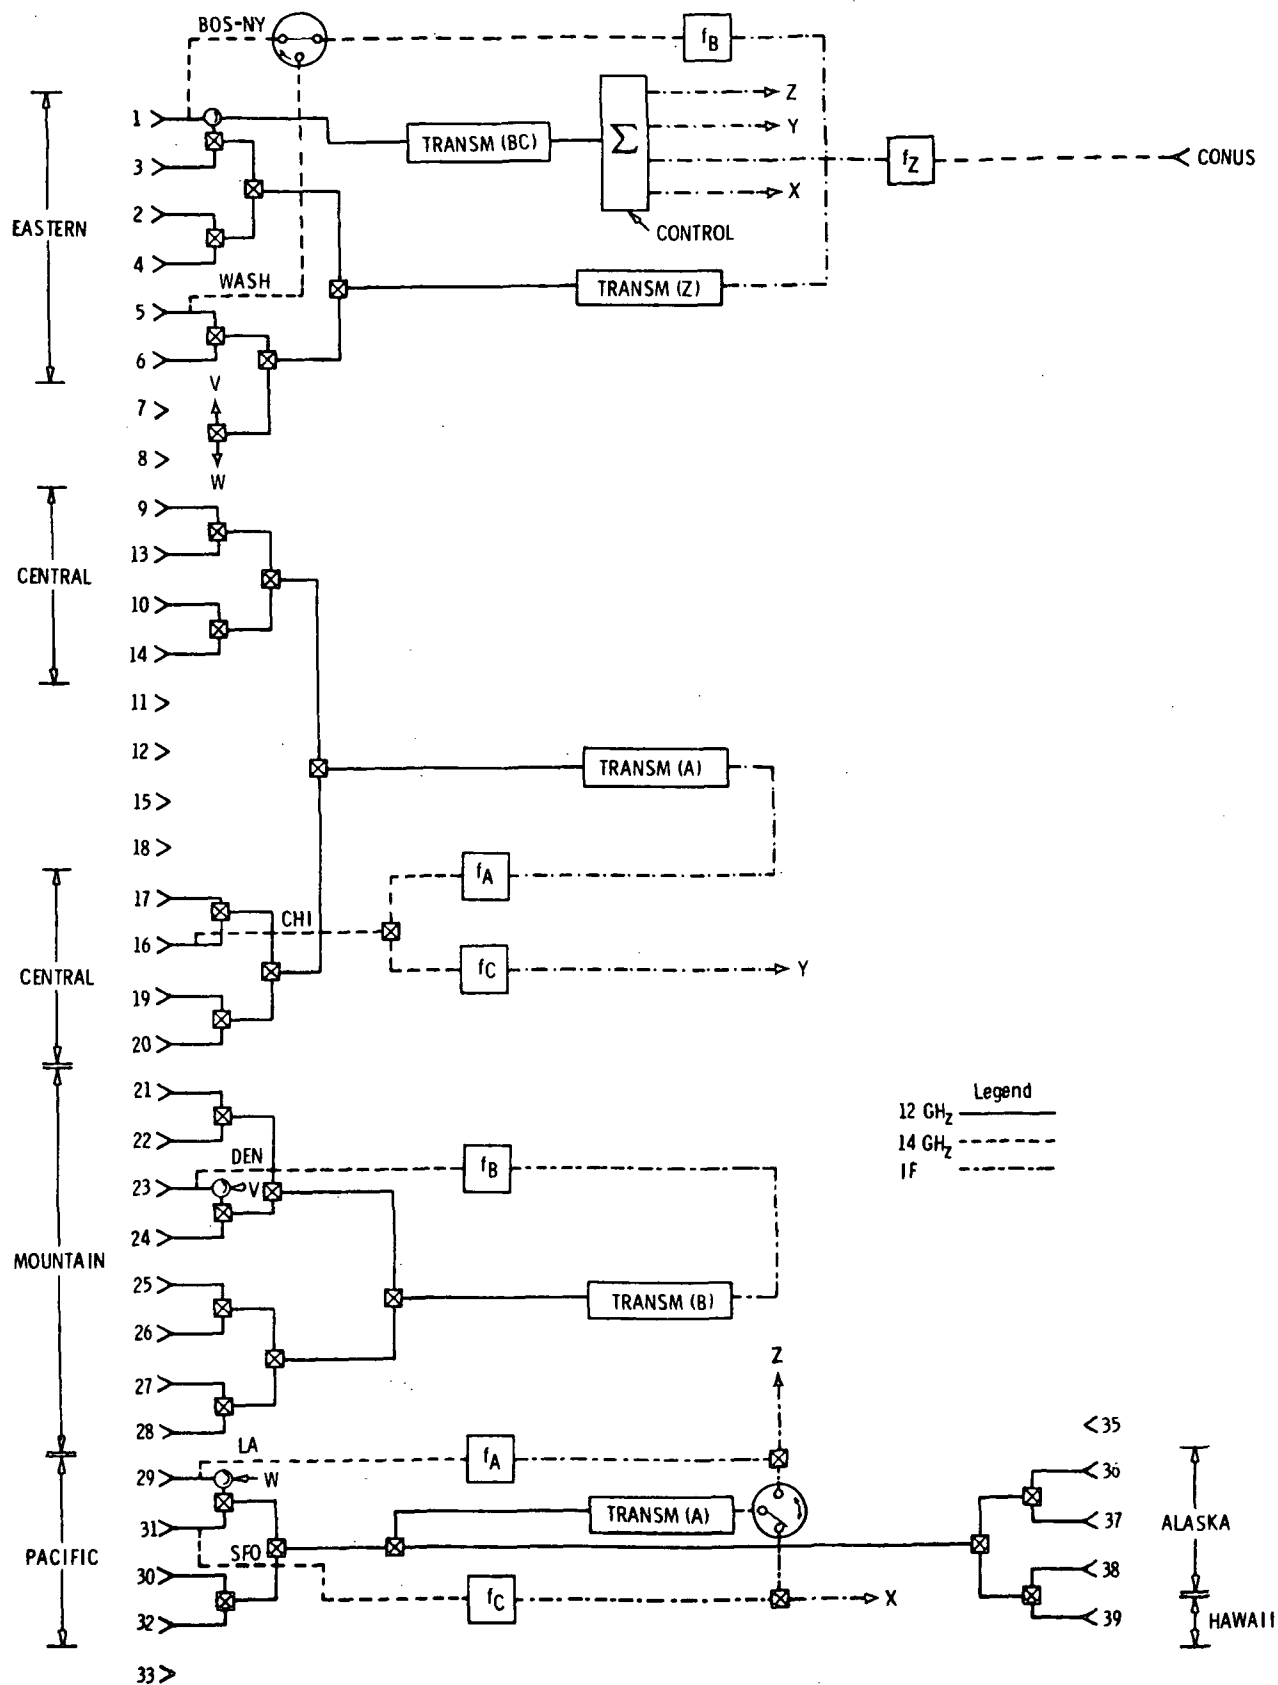 BOS-NY
f_B
1
TRANSM (BC)
Σ
Z
Y
X
CONTROL
f_Z
CONUS
3
2
EASTERN
4
WASH
5
TRANSM (Z)
6
V
7
8
W
9
13
CENTRAL
10
14
11
12
TRANSM (A)
15
18
f_A
17
CHI
16
f_C
Y
CENTRAL
19
20
21
22
Legend
12 GH_Z
14 GH_Z
IF
DEN
f_B
23
V
24
MOUNTAIN
25
26
TRANSM (B)
27
28
Z
35
LA
f_A
29
W
36
TRANSM (A)
31
37
ALASKA
SFO
PACIFIC
30
38
f_C
X
32
39
HAWAII
33